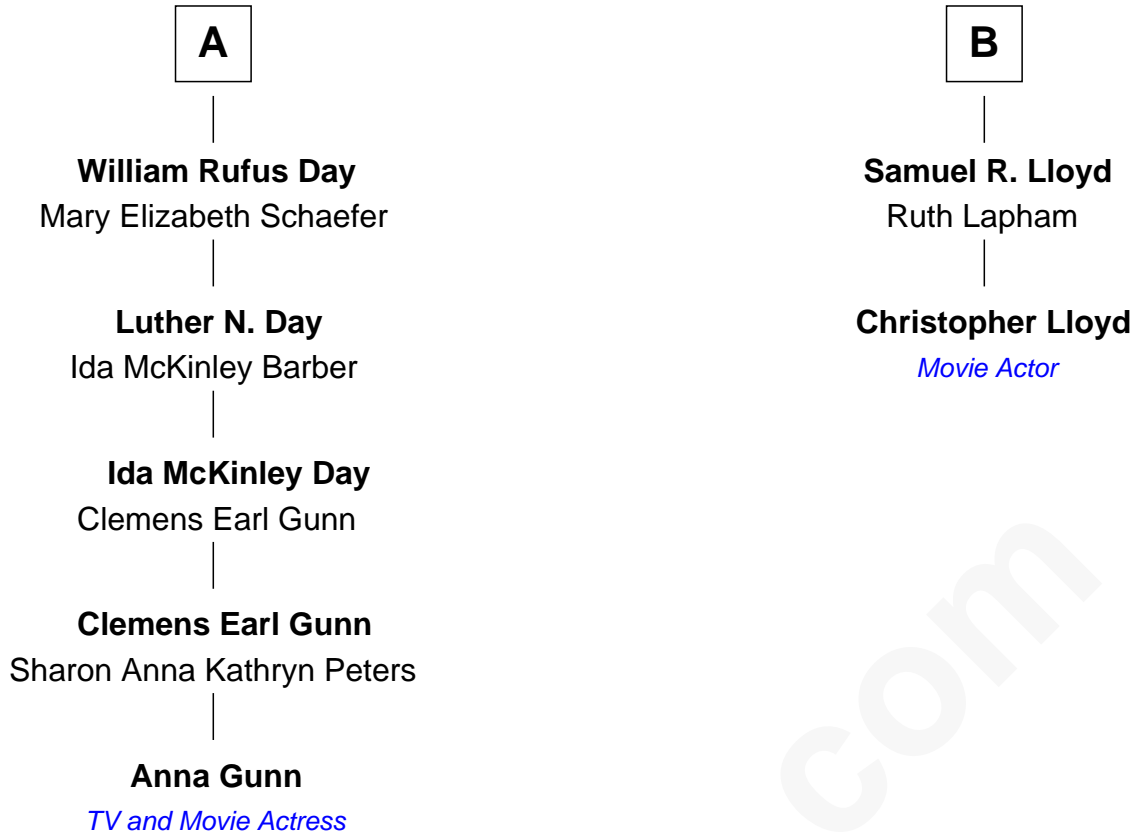 A
William Rufus Day
Mary Elizabeth Schaefer
Luther N. Day
Ida McKinley Barber
Ida McKinley Day
Clemens Earl Gunn
Clemens Earl Gunn
Sharon Anna Kathryn Peters
Anna Gunn
TV and Movie Actress
B
Samuel R. Lloyd
Ruth Lapham
Christopher Lloyd
Movie Actor
com